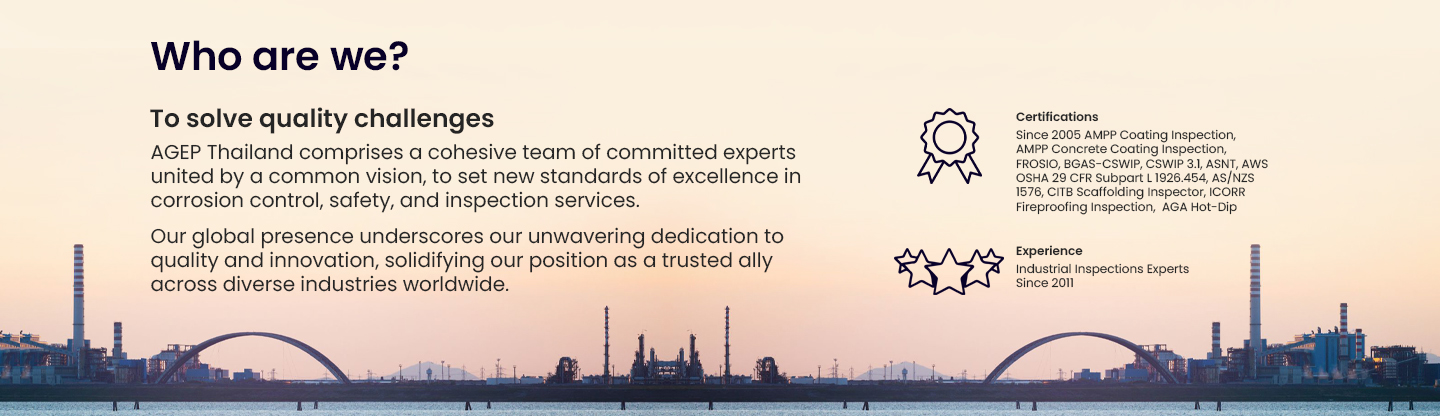 Who are we?
To solve quality challenges
AGEP Thailand comprises a cohesive team of committed experts
united by a common vision, to set new standards of excellence in
corrosion control, safety, and inspection services.
Our global presence underscores our unwavering dedication to
quality and innovation, solidifying our position as a trusted ally
across diverse industries worldwide.
Certifications
Since 2005 AMPP Coating Inspection,
AMPP Concrete Coating Inspection,
FROSIO, BGAS-CSWIP, CSWIP 3.1, ASNT, AWS
OSHA 29 CFR Subpart L 1926.454, AS/NZS
1576, CITB Scaffolding Inspector, ICORR
Fireproofing Inspection, AGA Hot-Dip
Experience
Industrial Inspections Experts
Since 2011